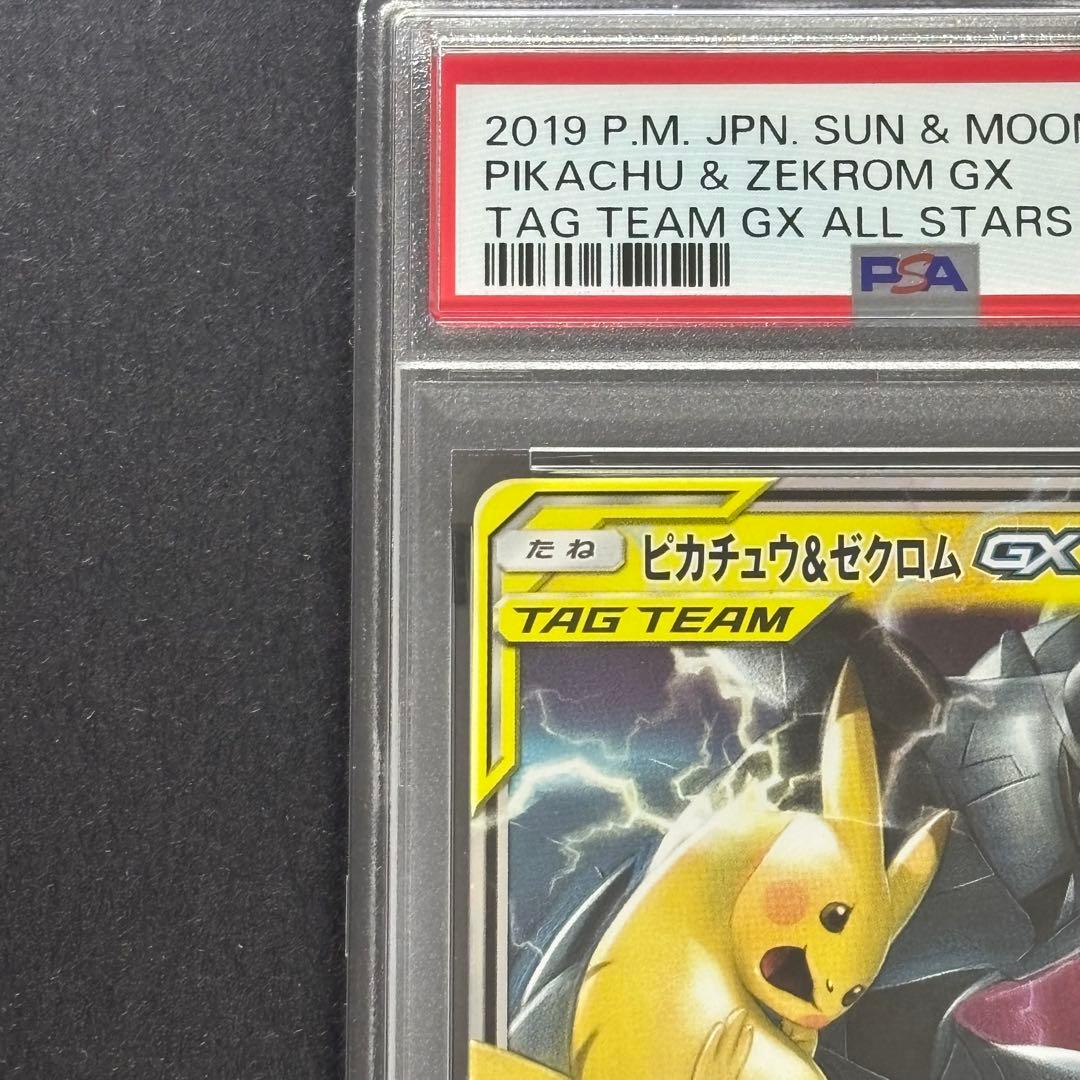 2019 P.M. JPN. SUN & MOON
PIKACHU & ZEKROM GX
TAG TEAM GX ALL STARS
PSA
たね ピカチュウ&ゼクロム GX
TAG TEAM